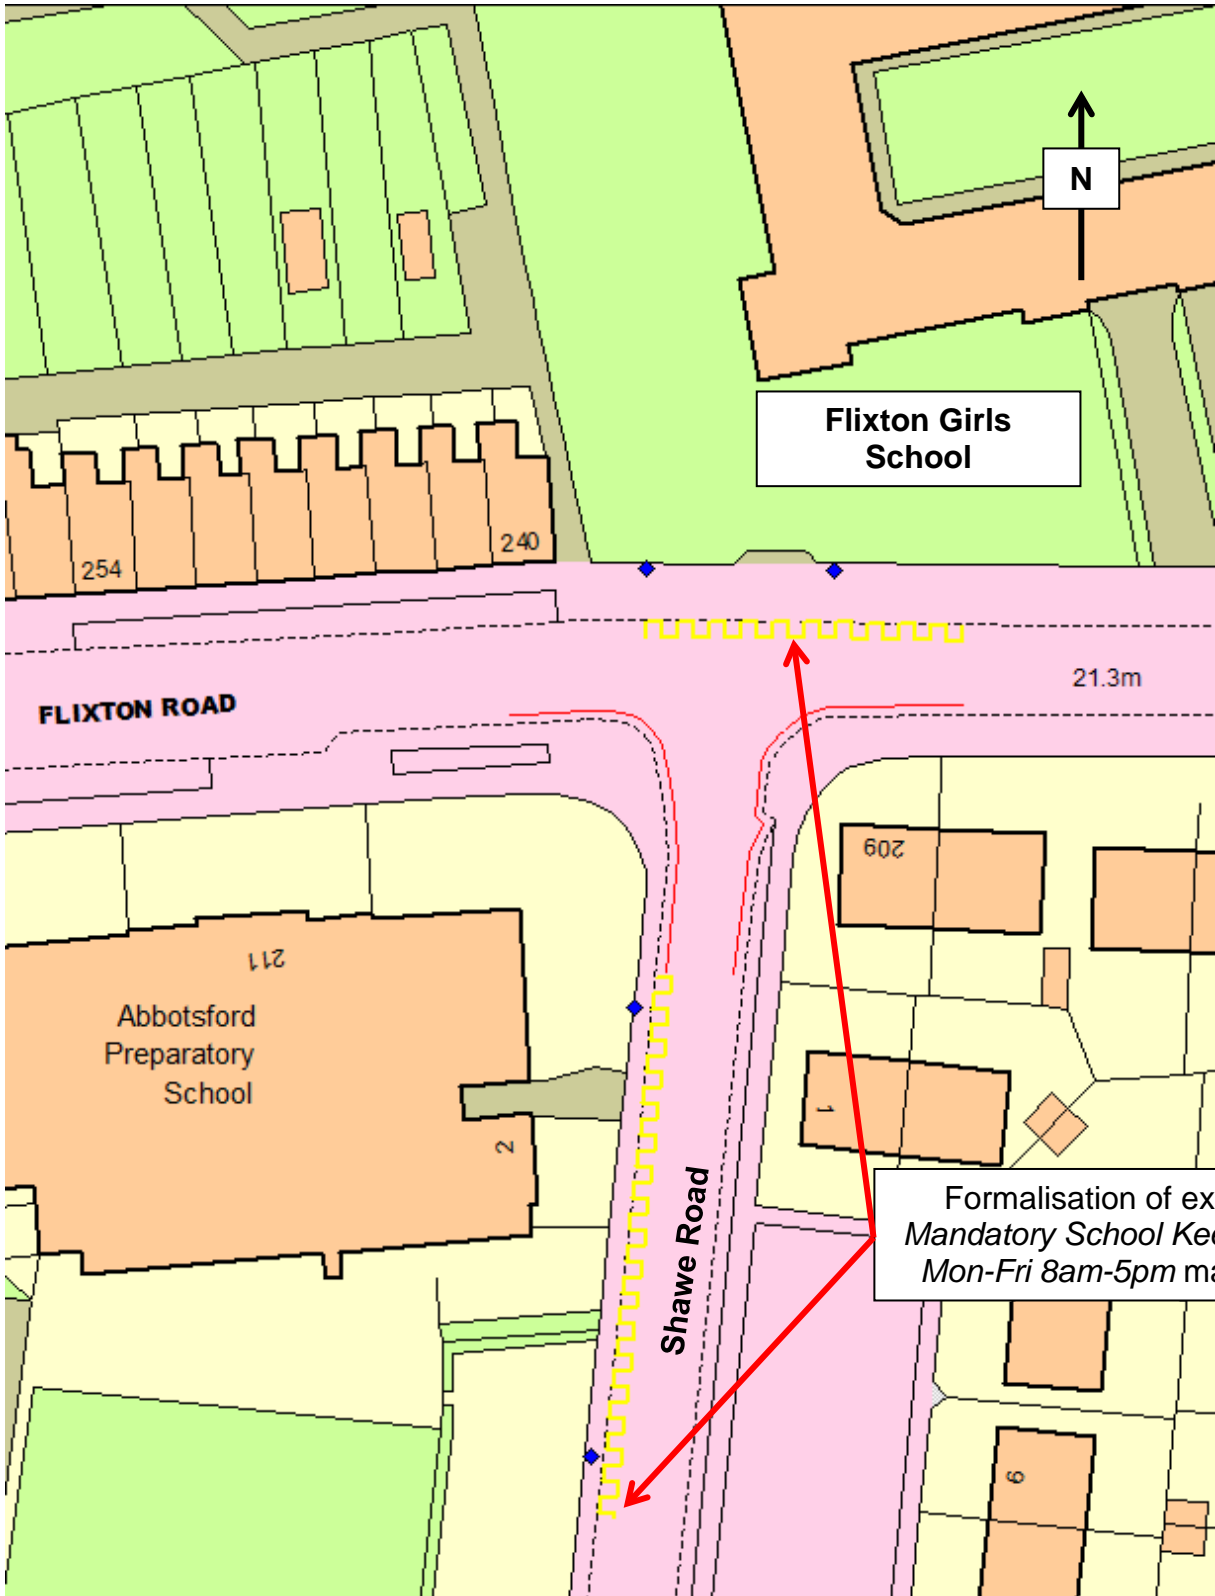 N
Flixton Girls
School
254
240
FLIXTON ROAD
21.3m
209
211
Abbotsford
Preparatory
School
2
1
Shawe Road
Formalisation of ex
Mandatory School Kee
Mon-Fri 8am-5pm ma
9